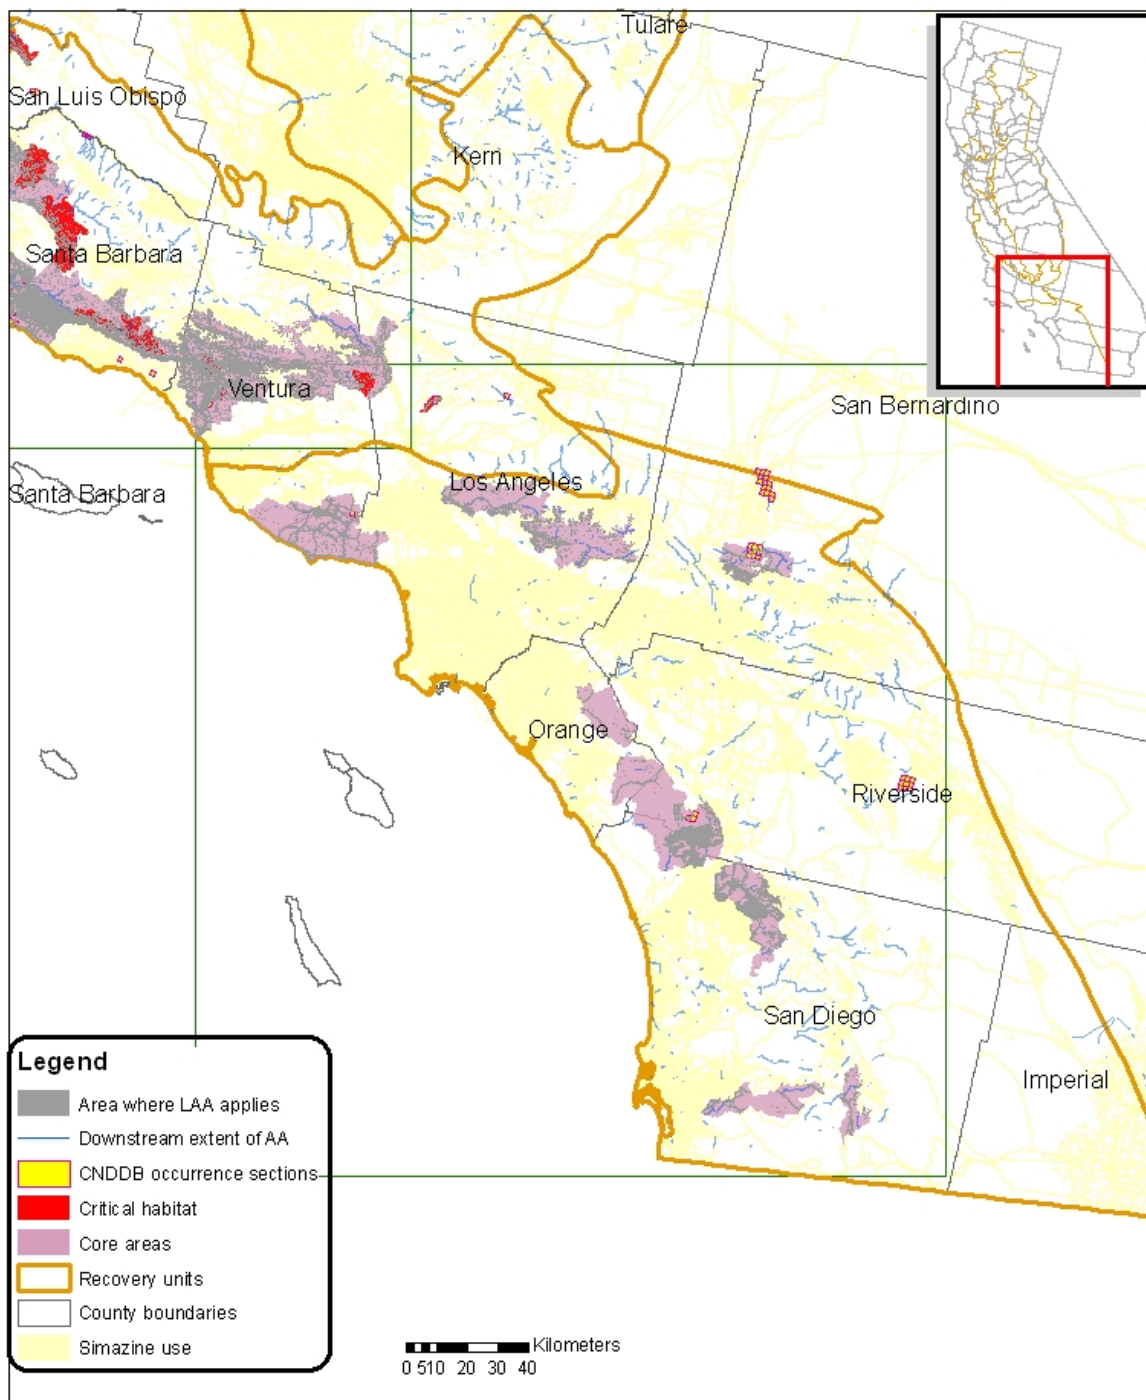 Tulare
San Luis Obispo
Kern
Santa Barbara
Ventura
San Bernardino
Los Angeles
Santa Barbara
Orange
Riverside
San Diego
Imperial
Legend
Area where LAA applies
Downstream extent of AA
CNDDB occurrence sections
Critical habitat
Core areas
Recovery units
County boundaries
Simazine use
Kilometers
0 510 20 30 40